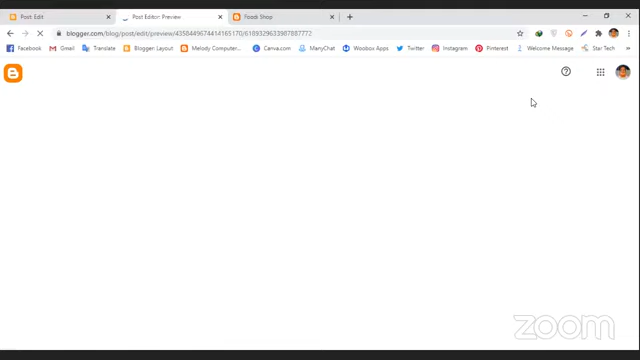 Post: Edit
Post Editor: Preview
Foodi Shop
blogger.com/blog/post/edit/preview/4358449674414165170/6189329633987887772
Facebook
Gmail
Translate
Blogger: Layout
Melody Computer...
Canva.com
ManyChat
Woobox Apps
Twitter
Instagram
Pinterest
Welcome Message
Star Tech
zoom